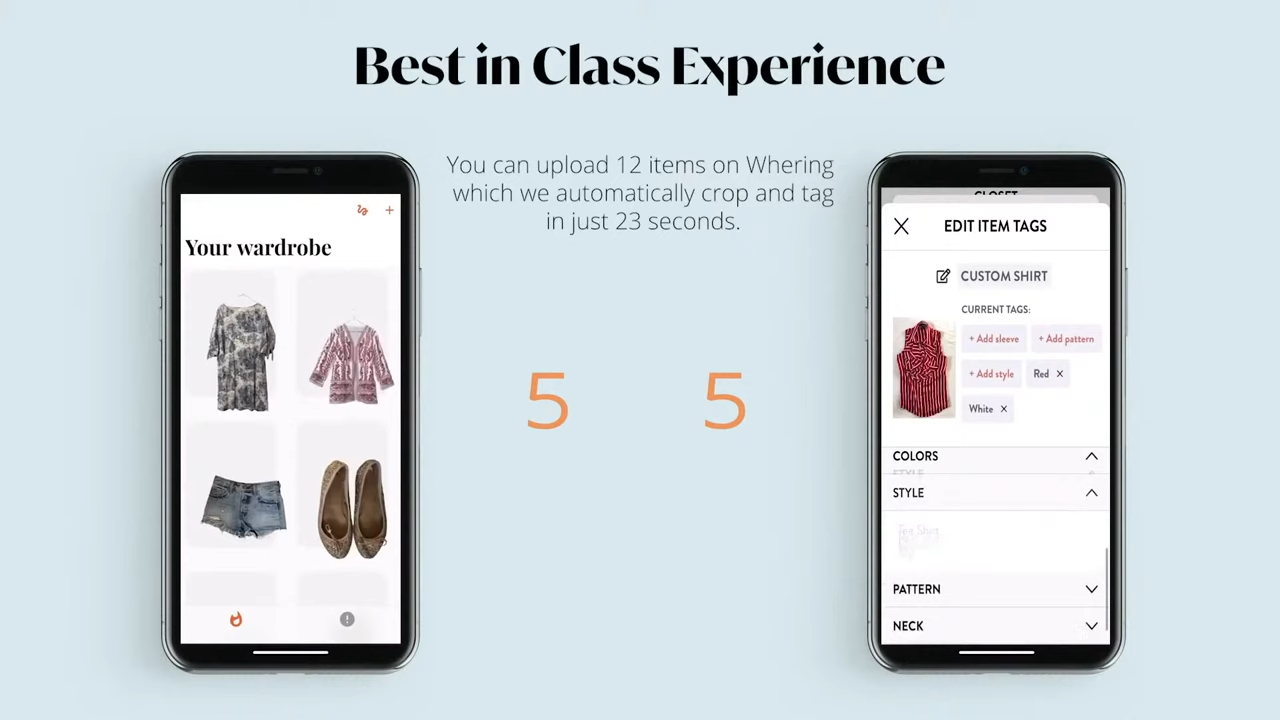 Best in Class Experience
You can upload 12 items on Whering
which we automatically crop and tag
in just 23 seconds.
Your wardrobe
5
5
CLOSET
EDIT ITEM TAGS
CUSTOM SHIRT
CURRENT TAGS:
+ Add sleeve
+ Add pattern
+ Add style
Red ×
White ×
COLORS
STYLE
STYLE
PATTERN
NECK